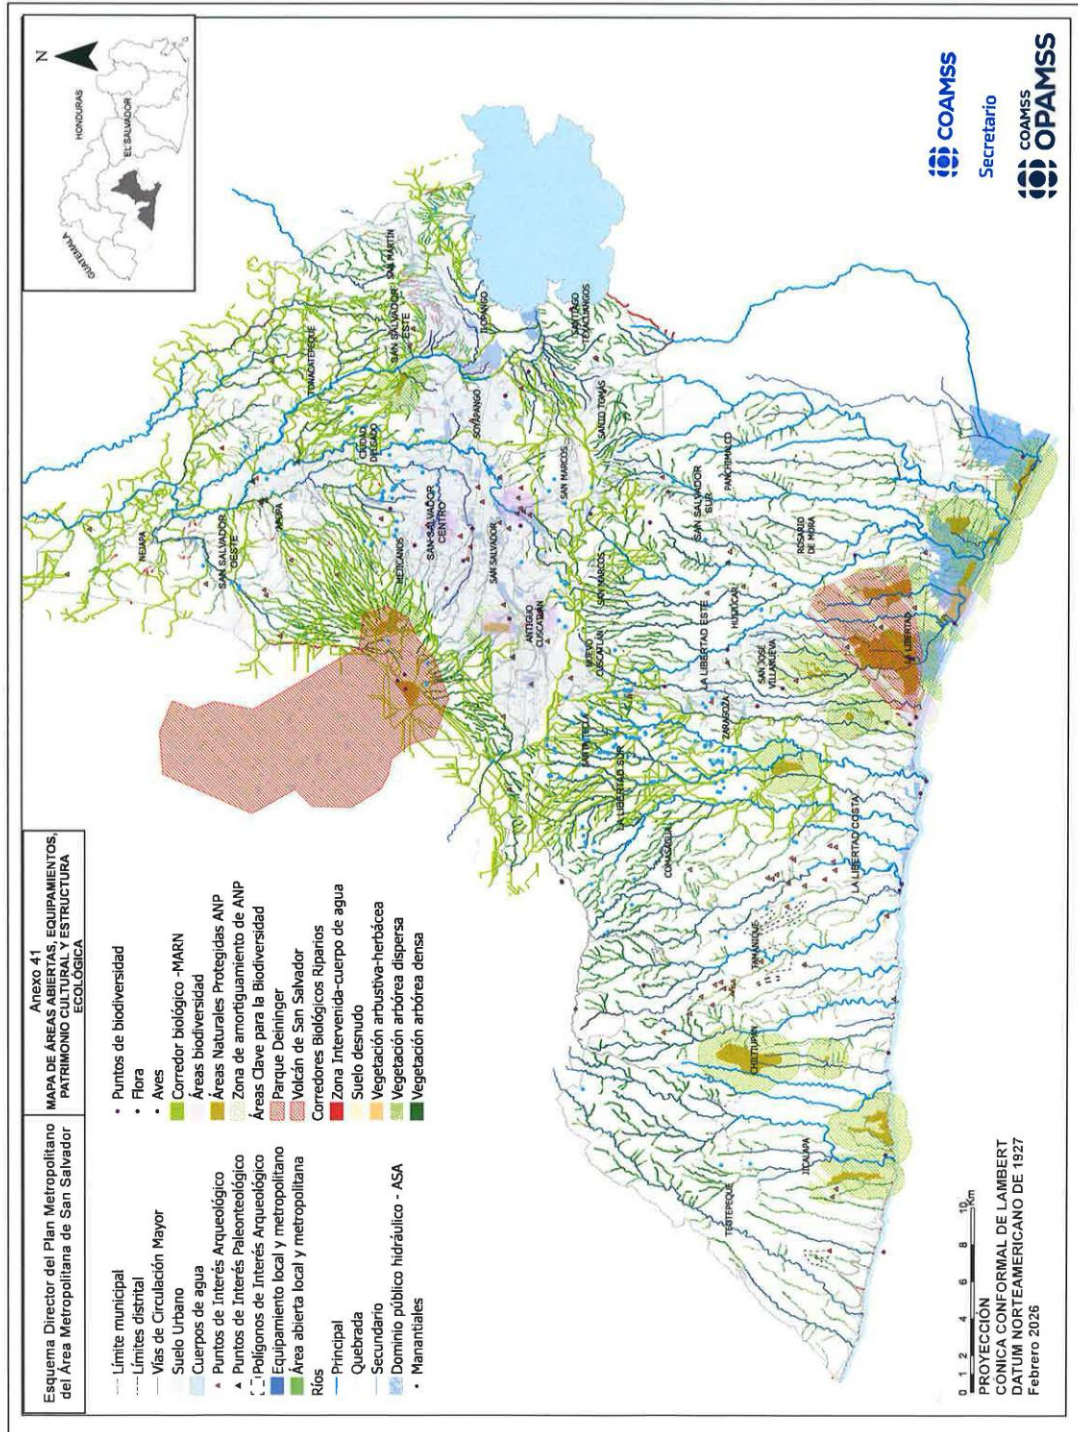 Esquema Director del Plan Metropolitano
del Área Metropolitana de San Salvador
Anexo 41
MAPA DE ÁREAS ABIERTAS, EQUIPAMIENTOS,
PATRIMONIO CULTURAL Y ESTRUCTURA
ECOLÓGICA
Límite municipal
Límites distrital
Vías de Circulación Mayor
Suelo Urbano
Cuerpos de agua
Puntos de Interés Arqueológico
Puntos de Interés Paleonteológico
Polígonos de Interés Arqueológico
Equipamiento local y metropolitano
Área abierta local y metropolitana
Ríos
Principal
Quebrada
Secundario
Dominio público hidráulico - ASA
Manantiales
Puntos de biodiversidad
Flora
Aves
Corredor biológico -MARN
Áreas biodiversidad
Áreas Naturales Protegidas ANP
Zona de amortiguamiento de ANP
Áreas Clave para la Biodiversidad
Parque Deininger
Volcán de San Salvador
Corredores Biológicos Riparios
Zona Intervenida-cuerpo de agua
Suelo desnudo
Vegetación arbustiva-herbácea
Vegetación arbórea dispersa
Vegetación arbórea densa
N
GUATEMALA
HONDURAS
EL SALVADOR
NEJAPA
SAN SALVADOR
OESTE
APOPA
TONACATEPEQUE
CIUDAD
DELGADO
SAN SALVADOR
ESTE
SAN MARTÍN
ILOPANGO
SOYAPANGO
MEJICANOS
SAN SALVADOR
CENTRO
SAN SALVADOR
ANTIGUO
CUSCATLÁN
SAN MARCOS
SANTO TOMÁS
SANTIAGO
TEXACUANGOS
SAN MARCOS
NUEVO
CUSCATLÁN
SANTA TECLA
LA LIBERTAD SUR
COMASAGUA
ZARAGOZA
LA LIBERTAD ESTE
HUIZÚCAR
SAN JOSÉ
VILLANUEVA
SAN SALVADOR
SUR
PANCHIMALCO
ROSARIO
DE MORA
LA LIBERTAD
LA LIBERTAD COSTA
TAMANIQUE
CHILTIUPÁN
JICALAPA
TEOTEPEQUE
0 1 2 4 6 8 10
Km
PROYECCIÓN
CÓNICA CONFORMAL DE LAMBERT
DATUM NORTEAMERICANO DE 1927
Febrero 2026
COAMSS
Secretario
COAMSS
OPAMSS